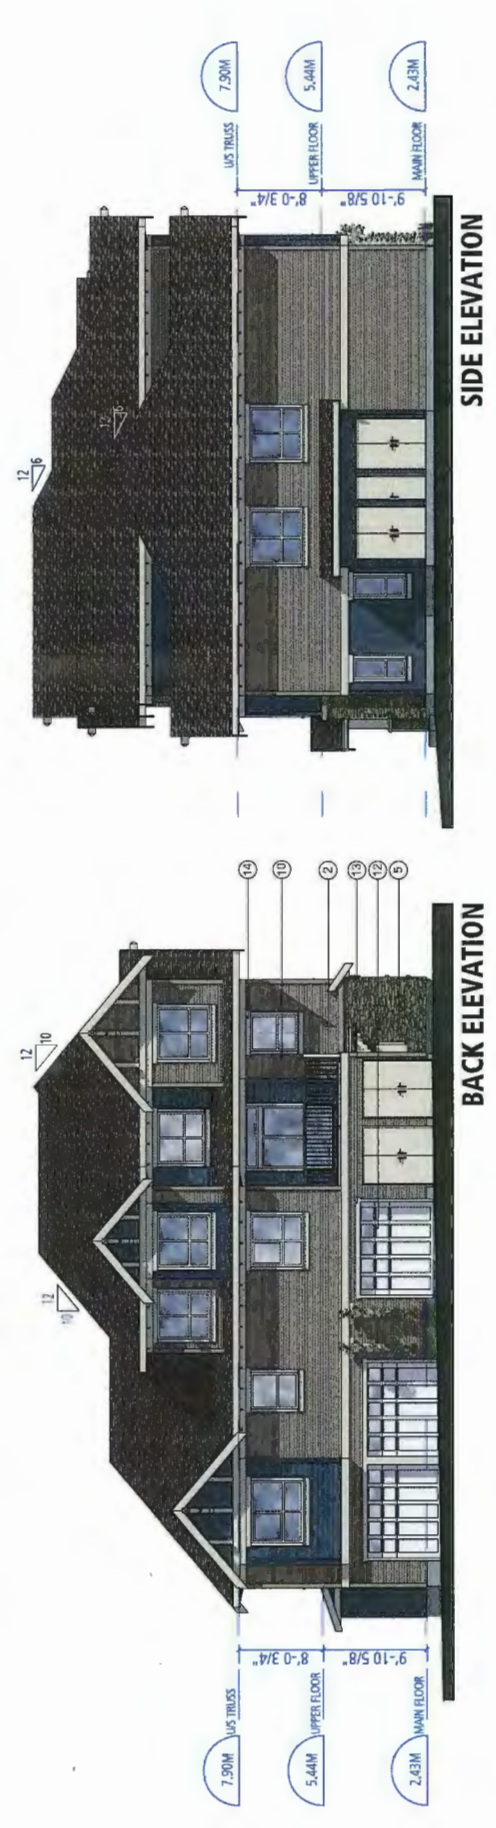 7.90M
U/S TRUSS
5.44M
UPPER FLOOR
2.43M
MAIN FLOOR
8'-0 3/4"
9'-10 5/8"
12
10
12
10
14
10
2
13
12
5
BACK ELEVATION
12
6
12
6
8'-0 3/4"
9'-10 5/8"
U/S TRUSS
7.90M
UPPER FLOOR
5.44M
MAIN FLOOR
2.43M
SIDE ELEVATION